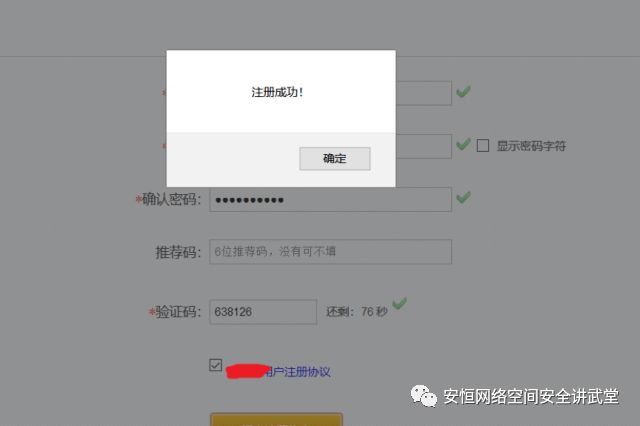 注册成功！
确定
显示密码字符
*确认密码：●●●●●●●●●●
推荐码：6位推荐码，没有可不填
*验证码：638126 还剩：76 秒
用户注册协议
安恒网络空间安全讲武堂